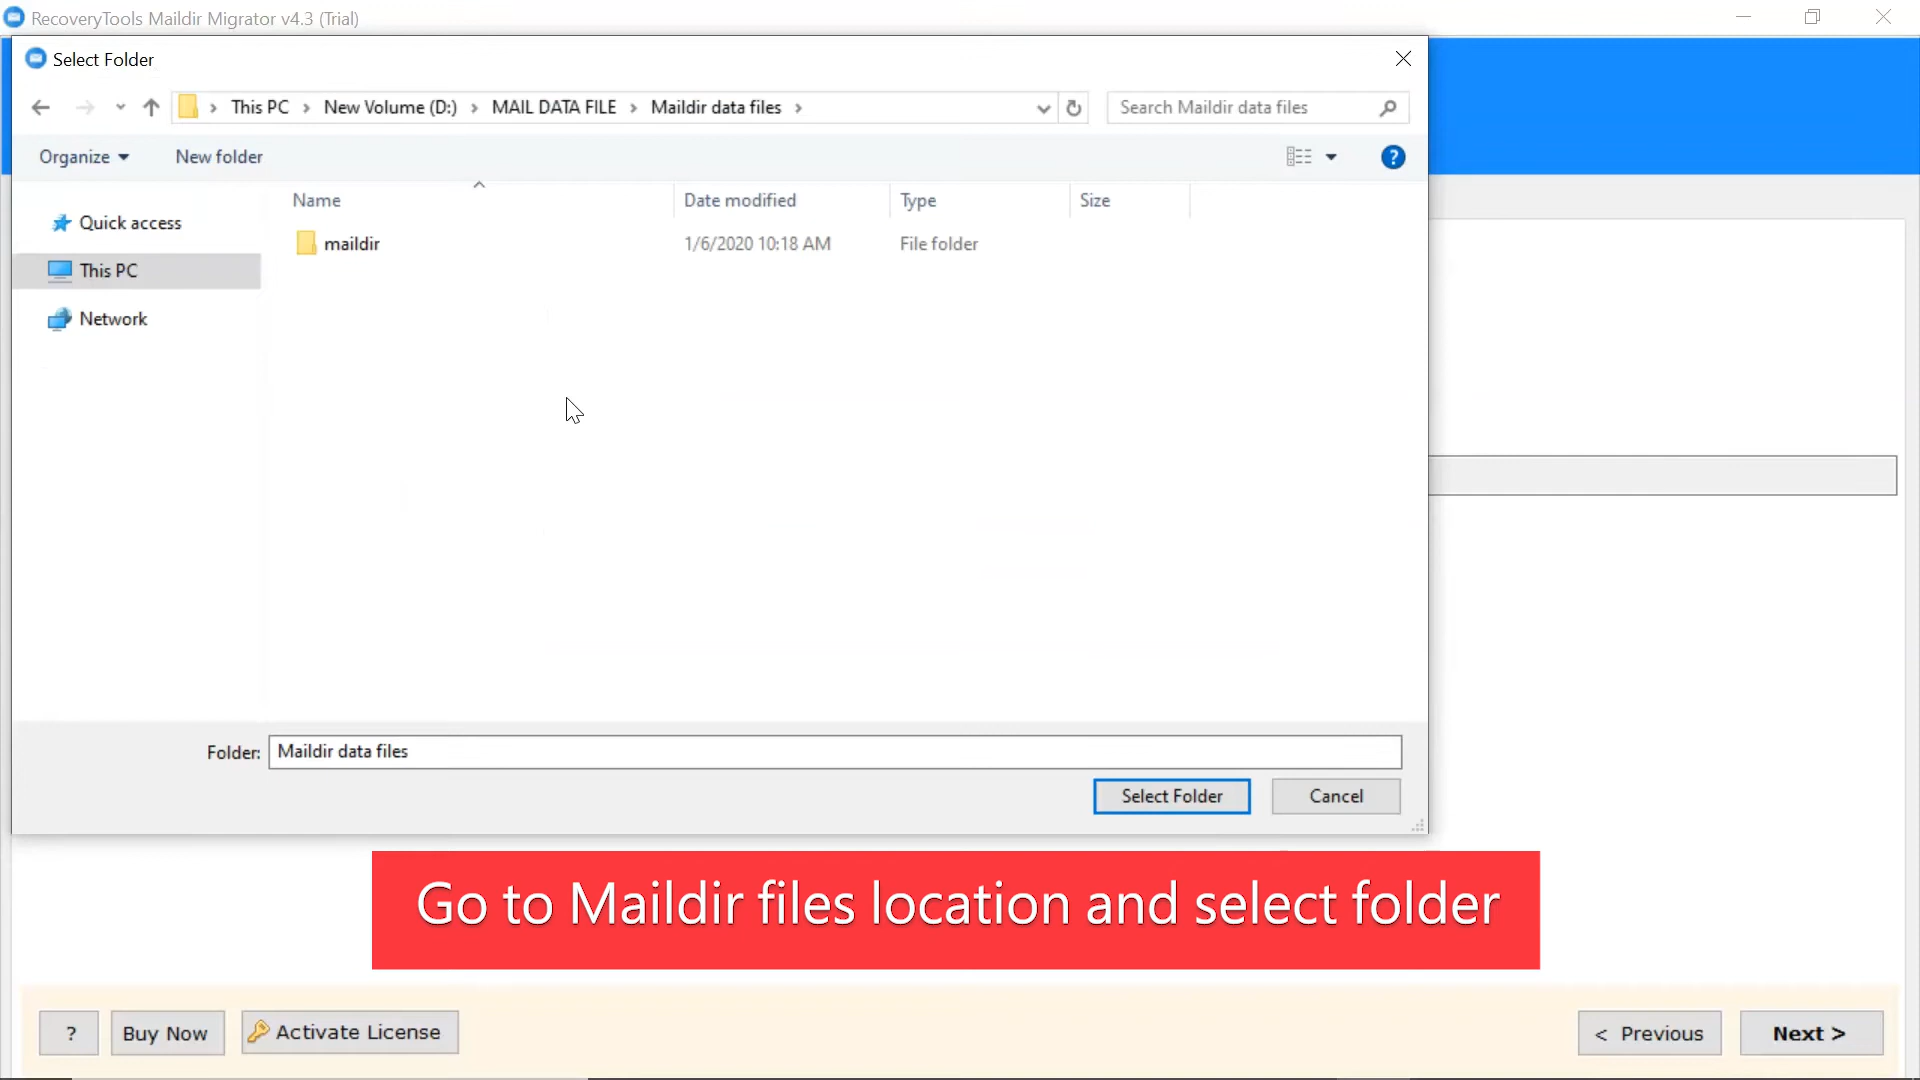 RecoveryTools Maildir Migrator v4.3 (Trial)
Select Folder
This PC > New Volume (D:) > MAIL DATA FILE > Maildir data files >
Search Maildir data files
Organize
New folder
?
Name
Date modified
Type
Size
Quick access
This PC
Network
maildir
1/6/2020 10:18 AM
File folder
Folder: Maildir data files
Select Folder
Cancel
Go to Maildir files location and select folder
?
Buy Now
Activate License
< Previous
Next >